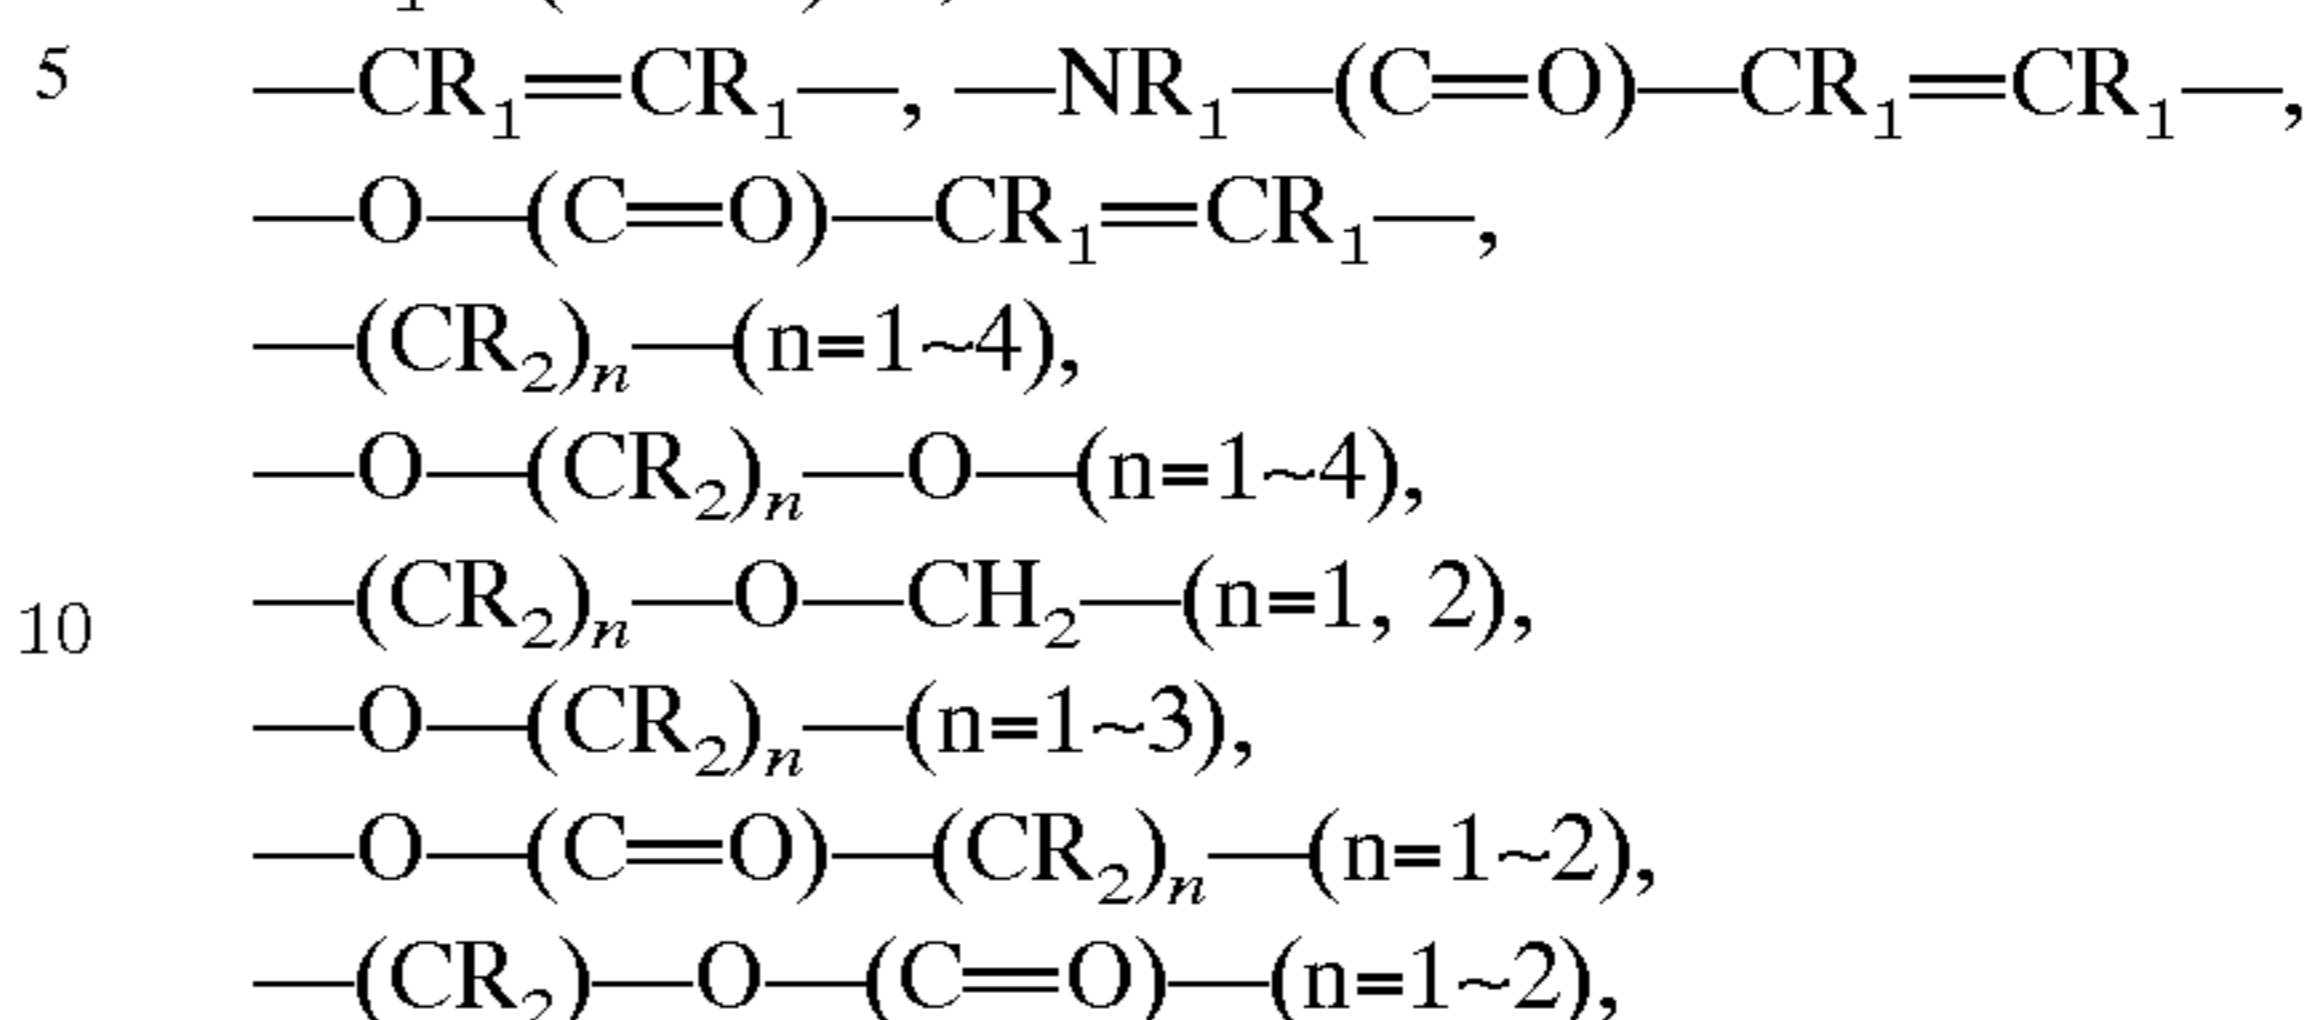 5 —CR₁=CR₁—, —NR₁—(C=O)—CR₁=CR₁—,
—O—(C=O)—CR₁=CR₁—,
—(CR₂)ₙ—(n=1~4),
—O—(CR₂)ₙ—O—(n=1~4),
10 —(CR₂)ₙ—O—CH₂—(n=1, 2),
—O—(CR₂)ₙ—(n=1~3),
—O—(C=O)—(CR₂)ₙ—(n=1~2),
—(CR₂)—O—(C=O)—(n=1~2),